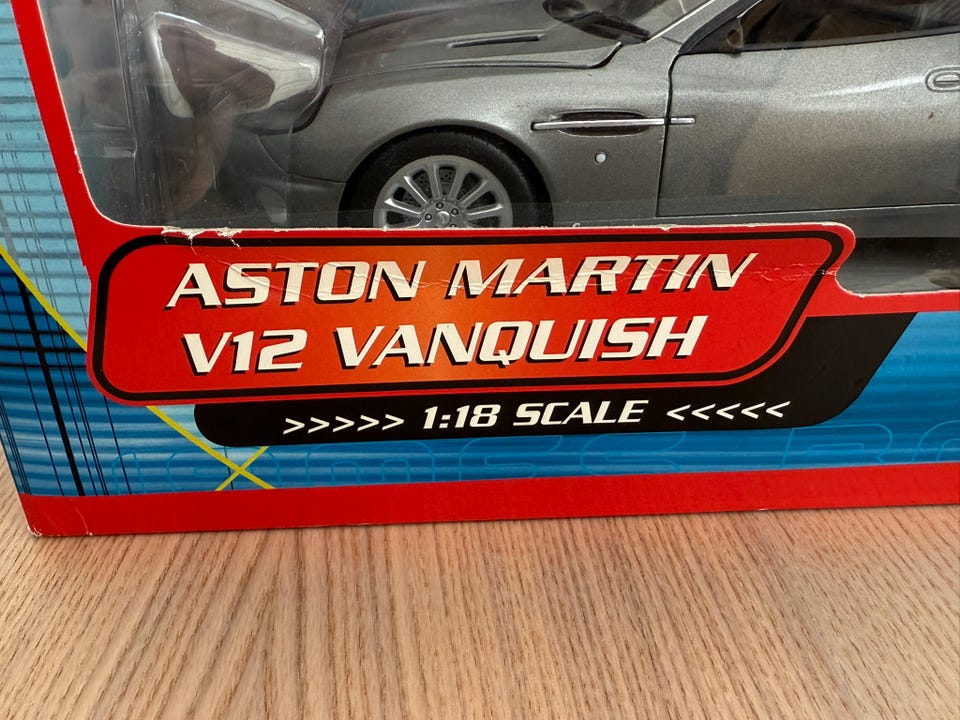 ASTON MARTIN
V12 VANQUISH
>>>>> 1:18 SCALE <<<<<